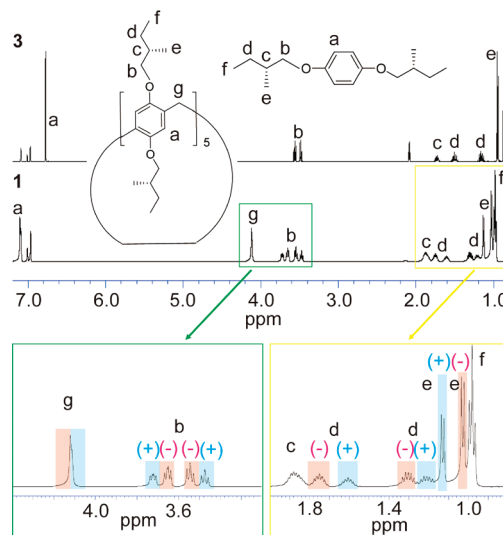 f
d
c
e
b
O
g
a
5
O
d
c
b
a
f
O
O
e
3
a
b
c
d
d
e
1
a
g
b
c
d
d
e
f
7.0
6.0
5.0
4.0
3.0
2.0
1.0
ppm
g
b
(+)
(-)
(-)
(+)
4.0
3.6
ppm
f
(+)
(-)
e
e
d
d
c
(-)
(+)
(-)
(+)
1.8
1.4
1.0
ppm